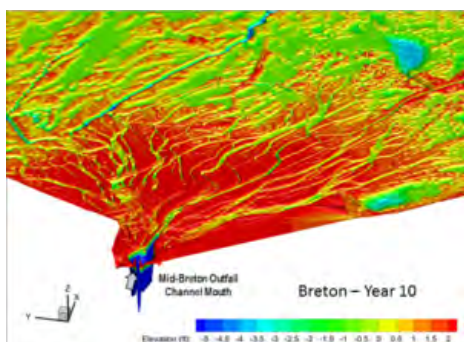 Mid-Breton Outfall
Channel Mouth
Breton – Year 10
Z
X
Y
Elevation (ft) -5 -4.5 -4 -3.5 -3 -2.5 -2 -1.5 -1 -0.5 0 0.5 1 1.5 2